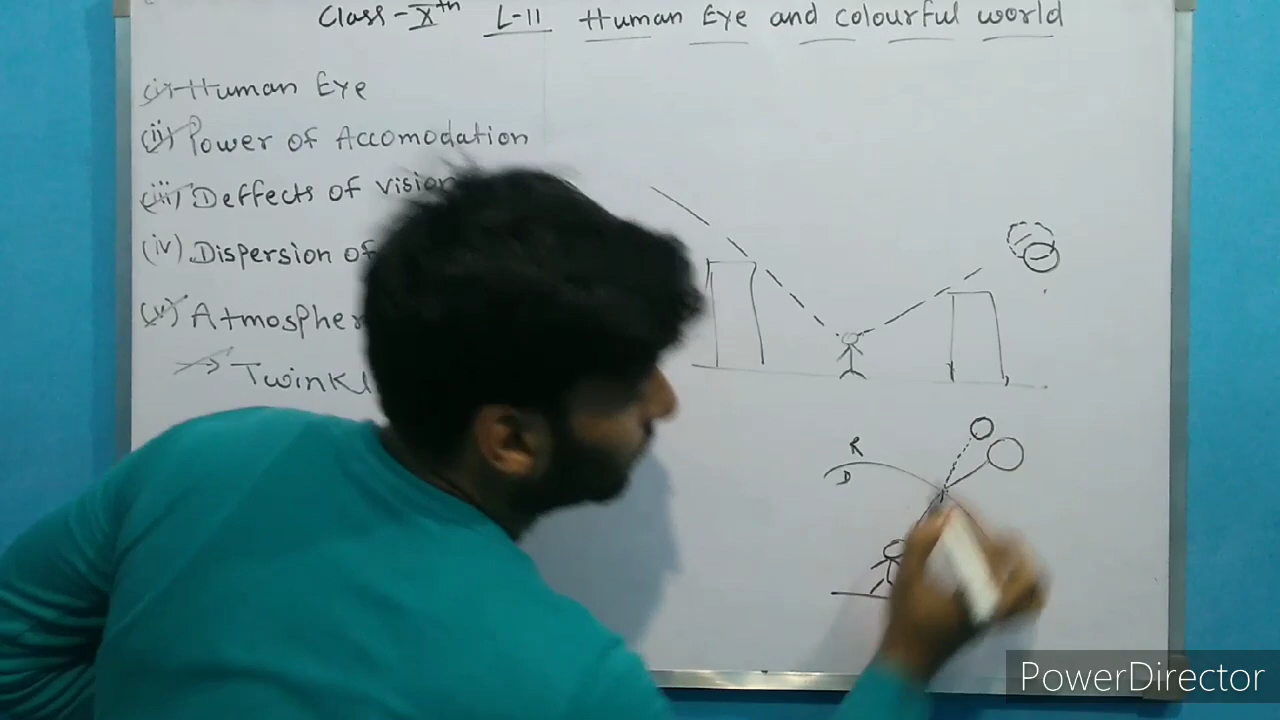 Class - Xth L-11 Human Eye and colourful world
(i) Human Eye
(ii) Power of Accomodation
(iii) Deffects of vision
(iv) Dispersion of
(v) Atmospher
→ Twinkl
R
D
PowerDirector